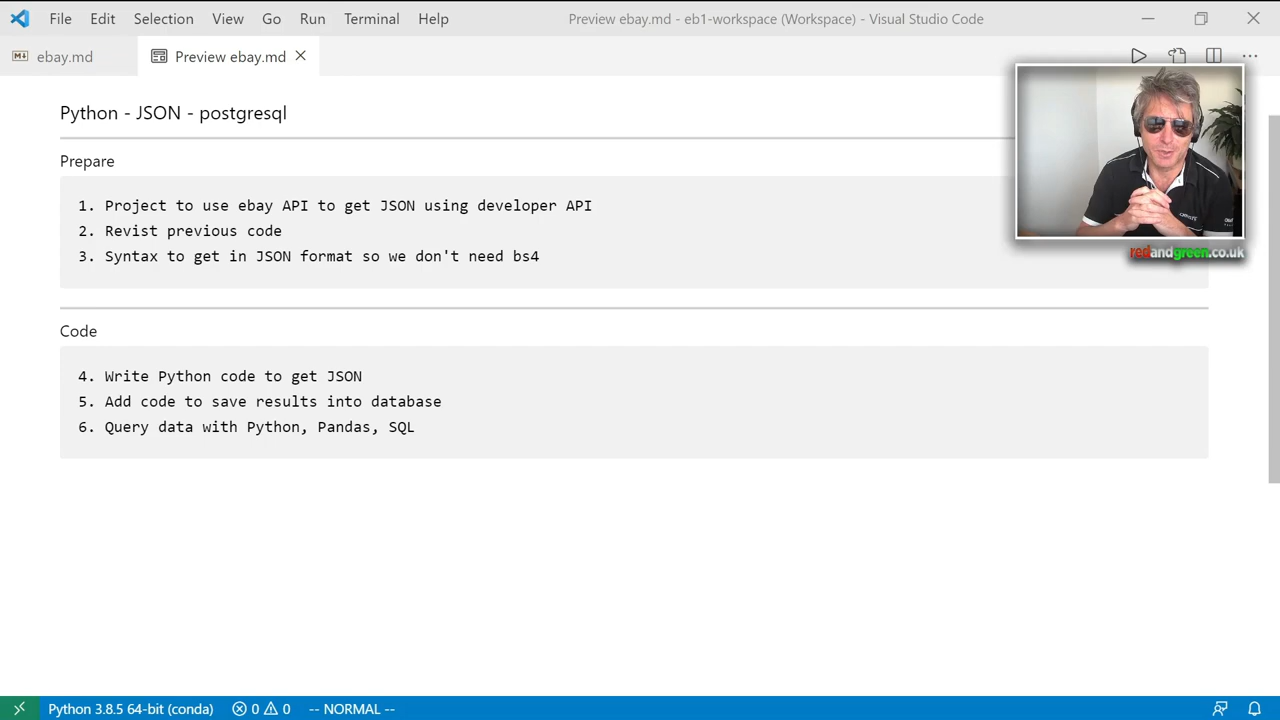 File Edit Selection View Go Run Terminal Help Preview ebay.md - eb1-workspace (Workspace) - Visual Studio Code
ebay.md Preview ebay.md
Python - JSON - postgresql
Prepare
1. Project to use ebay API to get JSON using developer API
2. Revist previous code
3. Syntax to get in JSON format so we don't need bs4
redandgreen.co.uk
Code
4. Write Python code to get JSON
5. Add code to save results into database
6. Query data with Python, Pandas, SQL
Python 3.8.5 64-bit (conda) 0 0 -- NORMAL --